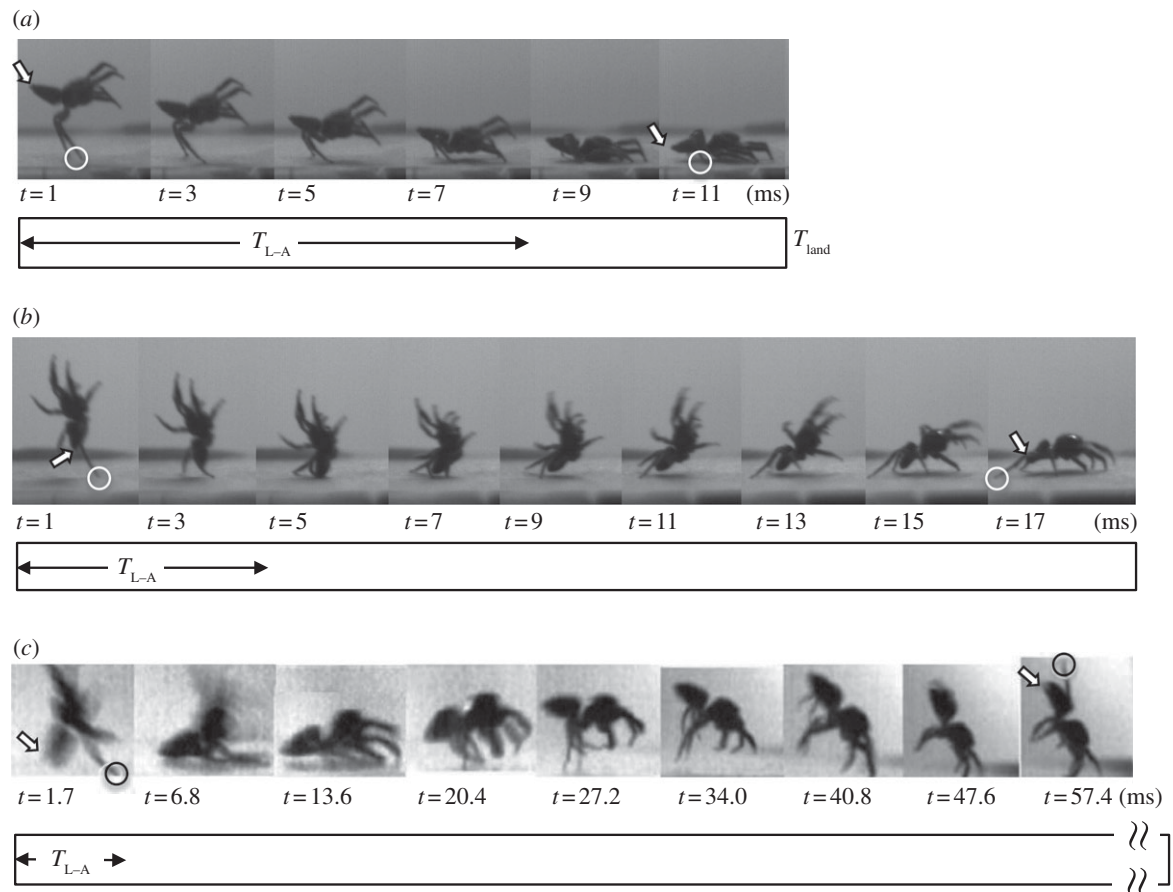 (a)
t=1 t=3 t=5 t=7 t=9 t=11 (ms)
T_L–A T_land
(b)
t=1 t=3 t=5 t=7 t=9 t=11 t=13 t=15 t=17 (ms)
T_L–A
(c)
t=1.7 t=6.8 t=13.6 t=20.4 t=27.2 t=34.0 t=40.8 t=47.6 t=57.4 (ms)
T_L–A